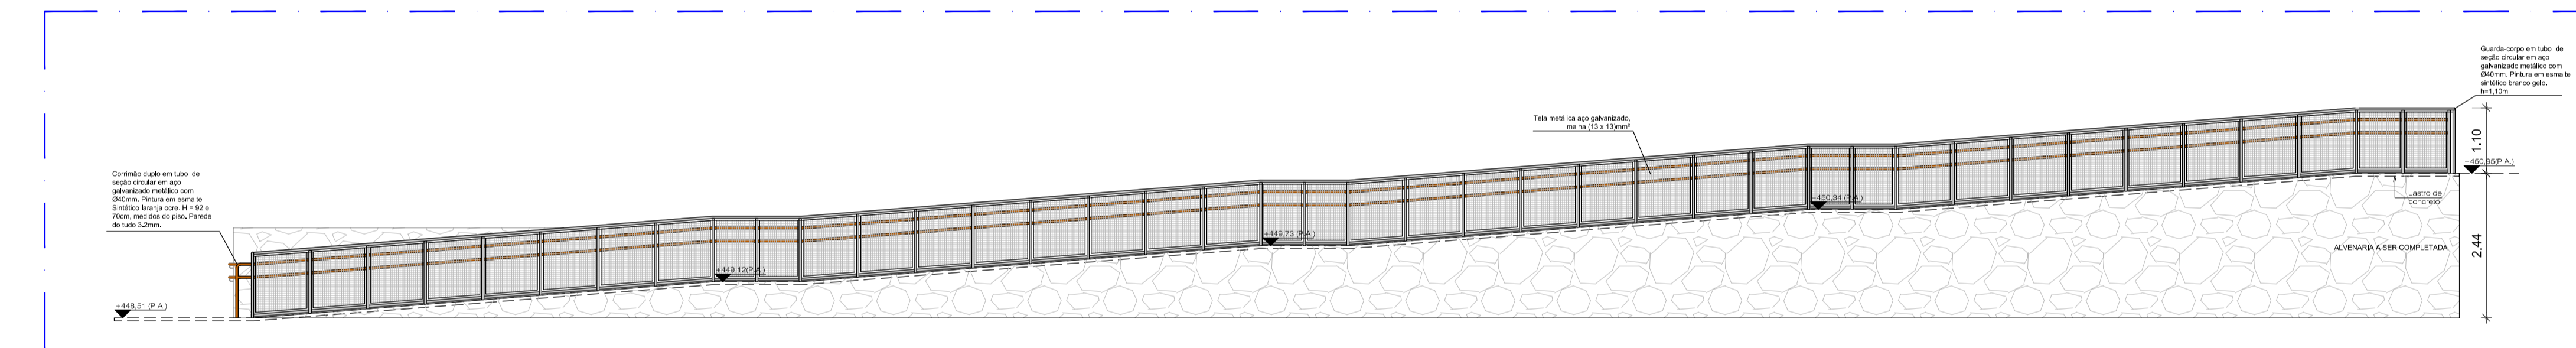 Guarda-corpo em tubo de
seção circular em aço
galvanizado metálico com
Ø40mm. Pintura em esmalte
sintético branco gelo.
h=1,10m
Tela metálica aço galvanizado,
malha (13 x 13)mm²
1.10
+450,95(P.A.)
Corrimão duplo em tubo de
seção circular em aço
galvanizado metálico com
Ø40mm. Pintura em esmalte
Sintético laranja ocre. H = 92 e
70cm, medidos do piso. Parede
do tudo 3,2mm.
+450,34 (P.A.)
Lastro de
concreto
+449,73 (P.A.)
ALVENARIA A SER COMPLETADA
2.44
+449,12(P.A.)
+448,51 (P.A.)